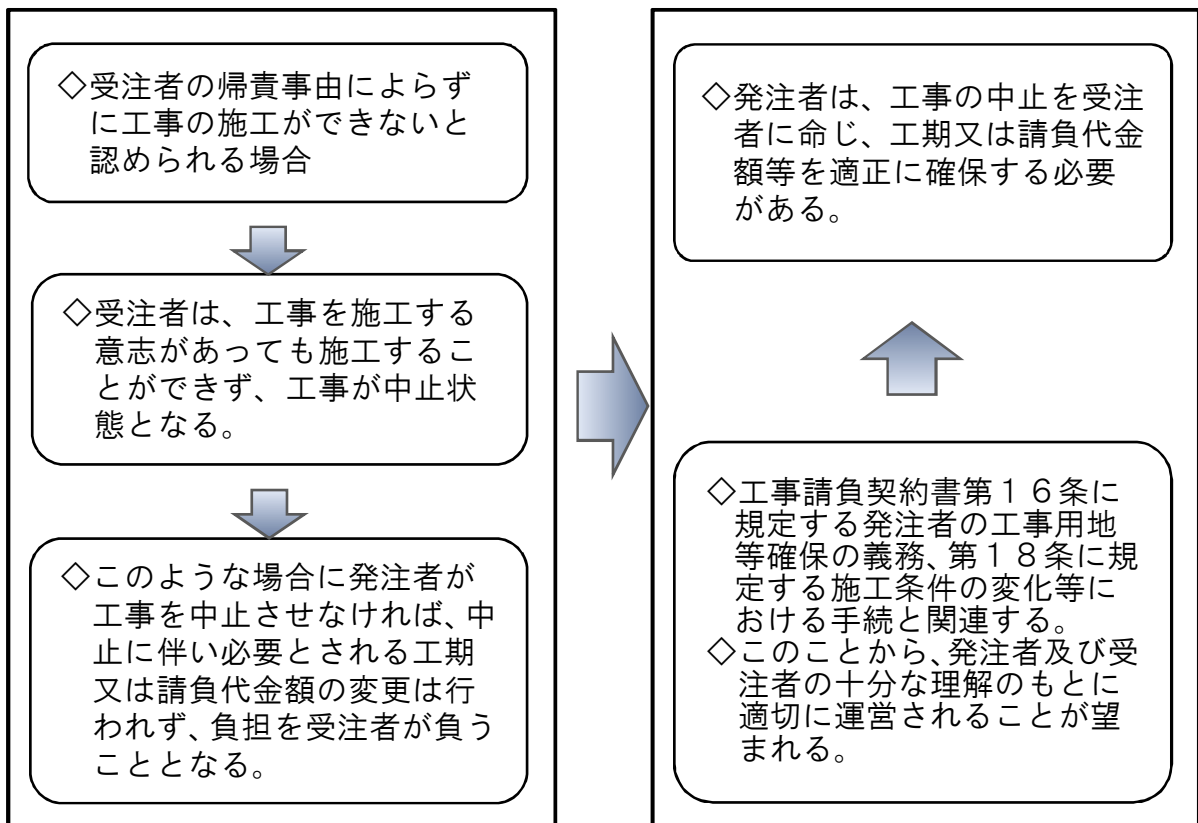 ◇受注者の帰責事由によらず
に工事の施工ができないと
認められる場合
◇受注者は、工事を施工する
意志があっても施工するこ
とができず、工事が中止状
態となる。
◇このような場合に発注者が
工事を中止させなければ、中
止に伴い必要とされる工期
又は請負代金額の変更は行
われず、負担を受注者が負う
こととなる。
◇発注者は、工事の中止を受注
者に命じ、工期又は請負代金
額等を適正に確保する必要
がある。
◇工事請負契約書第１６条に
規定する発注者の工事用地
等確保の義務、第１８条に規
定する施工条件の変化等に
おける手続と関連する。
◇このことから、発注者及び受
注者の十分な理解のもとに
適切に運営されることが望
まれる。